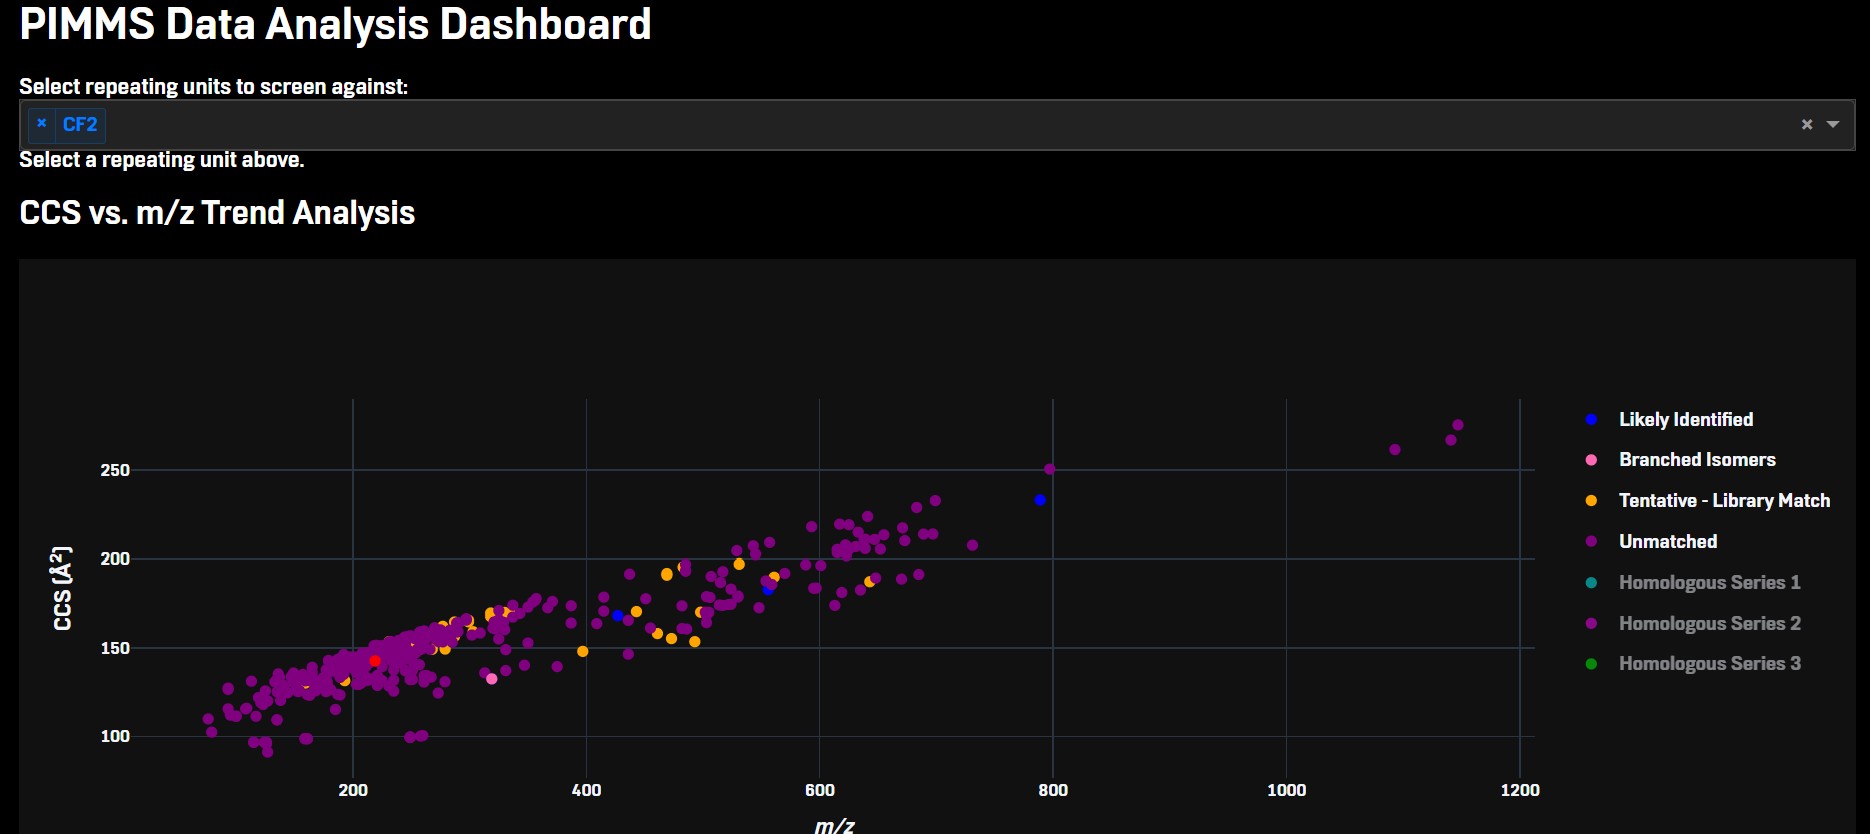 PIMMS Data Analysis Dashboard
Select repeating units to screen against:
× CF2 ×
Select a repeating unit above.
CCS vs. m/z Trend Analysis
CCS (Å²)
250
200
150
100
200 400 600 800 1000 1200
m/z
Likely Identified
Branched Isomers
Tentative - Library Match
Unmatched
Homologous Series 1
Homologous Series 2
Homologous Series 3